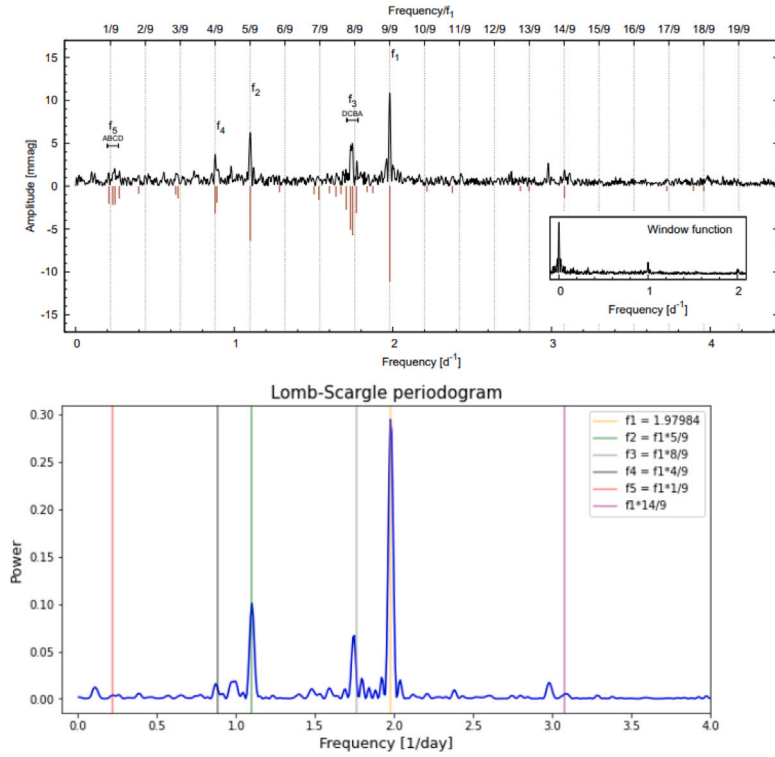 Frequency/f₁
1/9 2/9 3/9 4/9 5/9 6/9 7/9 8/9 9/9 10/9 11/9 12/9 13/9 14/9 15/9 16/9 17/9 18/9 19/9
15
10
5
0
-5
-10
-15
Amplitude [mmag]
f₁
f₂
f₃
DCBA
f₄
f₅
ABCD
Window function
0 1 2
Frequency [d⁻¹]
0 1 2 3 4
Frequency [d⁻¹]
Lomb-Scargle periodogram
0.30
0.25
0.20
0.15
0.10
0.05
0.00
Power
f1 = 1.97984
f2 = f1*5/9
f3 = f1*8/9
f4 = f1*4/9
f5 = f1*1/9
f1*14/9
0.0 0.5 1.0 1.5 2.0 2.5 3.0 3.5 4.0
Frequency [1/day]